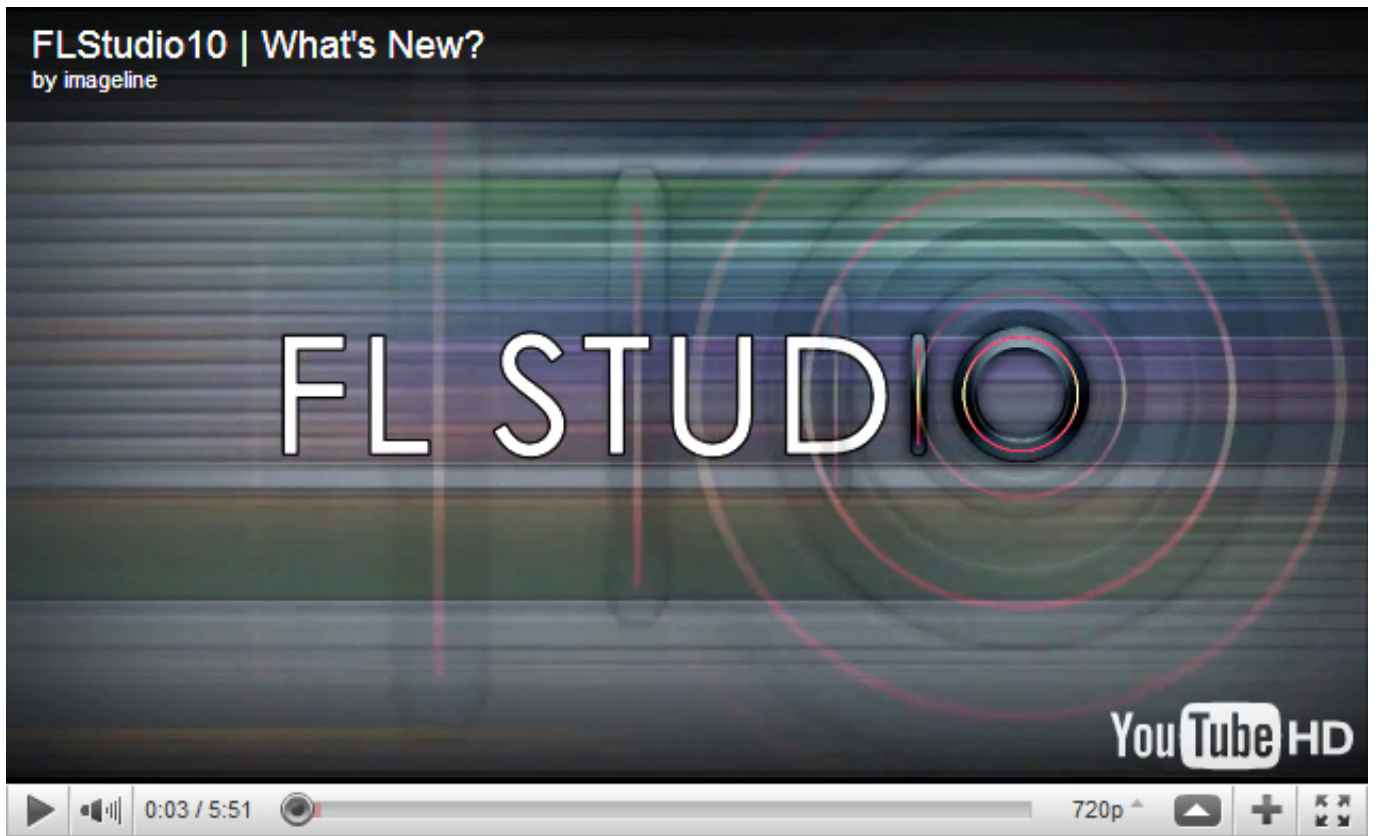 FLStudio10 | What's New?
by imageline
FL STUDIO
YouTube HD
0:03 / 5:51
720p